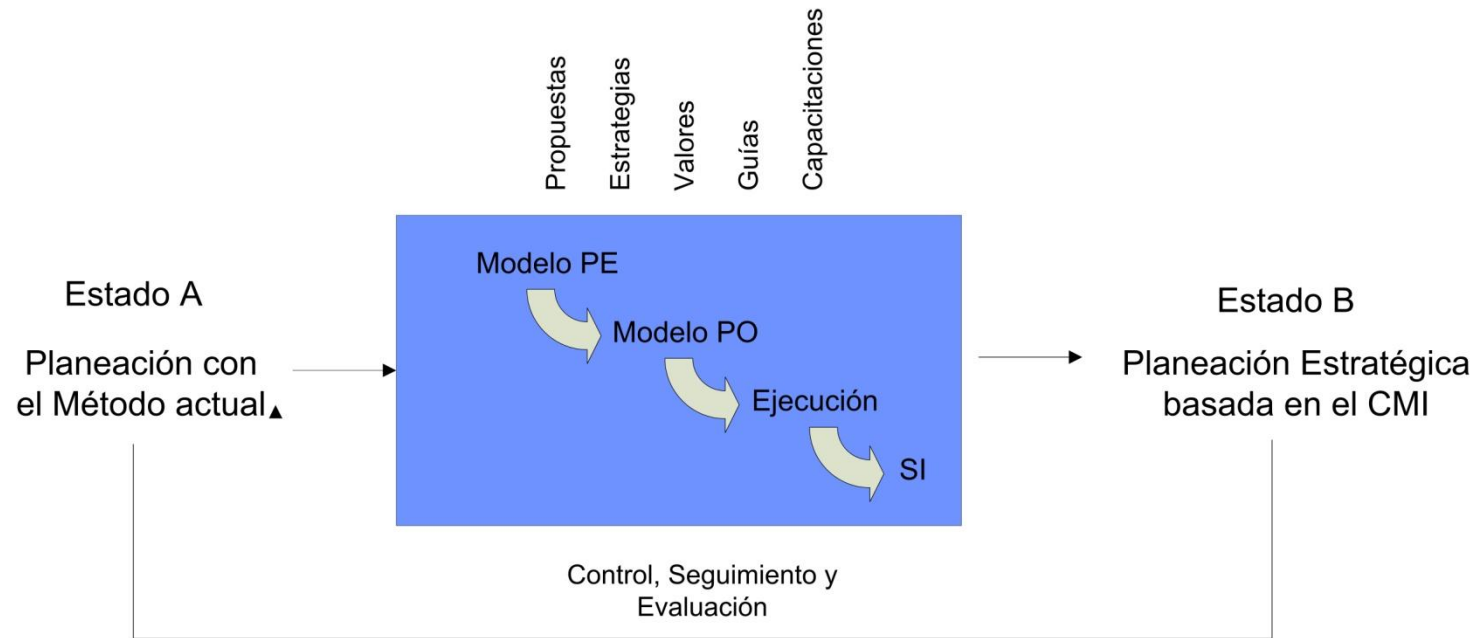 Propuestas
Estrategias
Valores
Guías
Capacitaciones
Estado A
Planeación con
el Método actual
Modelo PE
Modelo PO
Ejecución
SI
Estado B
Planeación Estratégica
basada en el CMI
Control, Seguimiento y
Evaluación